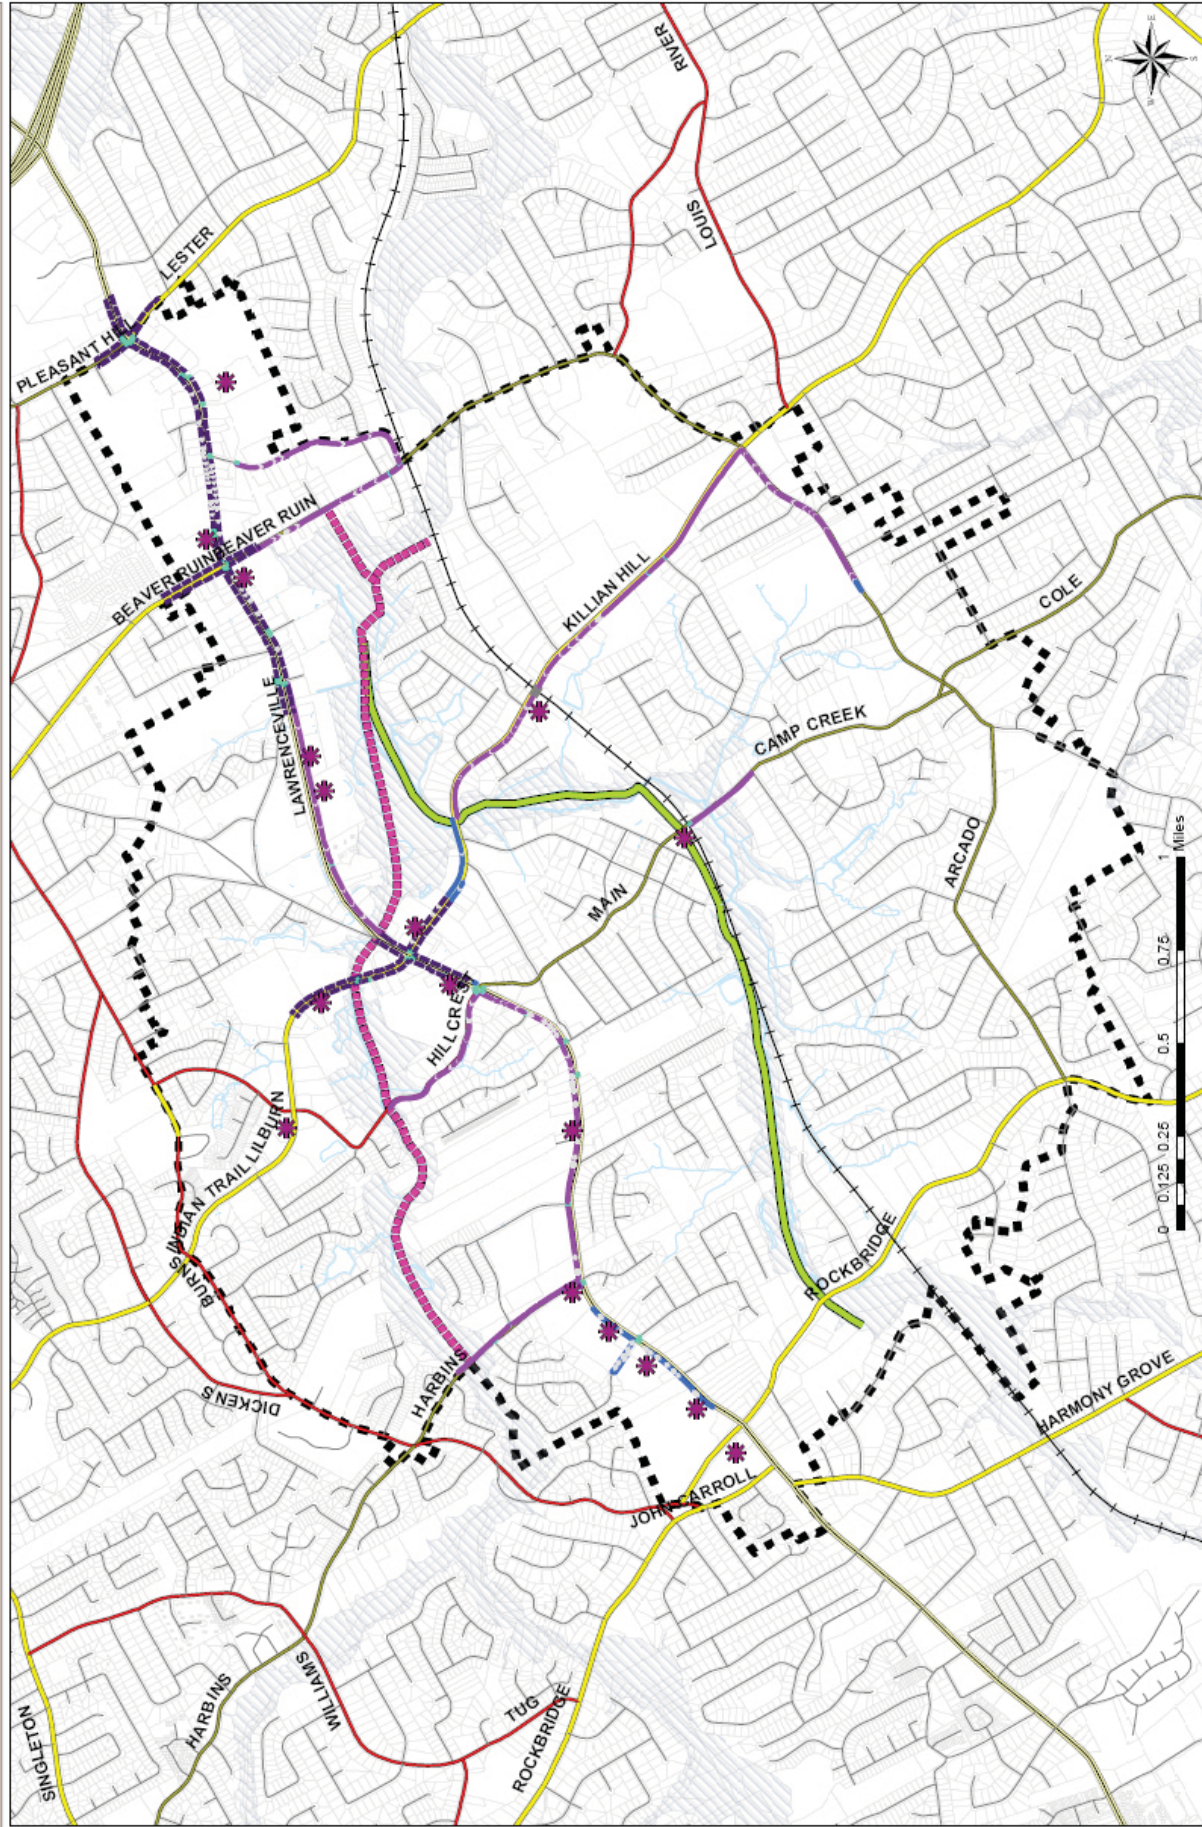 RIVER
LOUIS
LESTER
PLEASANT HILL
BEAVER RUIN
BEAVER RUIN
LAWRENCEVILLE
KILLIAN HILL
COLE
CAMP CREEK
MAIN
ARCADO
HILLCREST
INDIAN TRAIL LILBURN
BURNS
DICKENS
HARBINS
ROCKBRIDGE
HARMONY GROVE
JOHN CARROLL
SINGLETON
HARBINS
WILLIAMS
TUG
ROCKBRIDGE
0 0.125 0.25 0.5 0.75 1
Miles
N
E
S
W